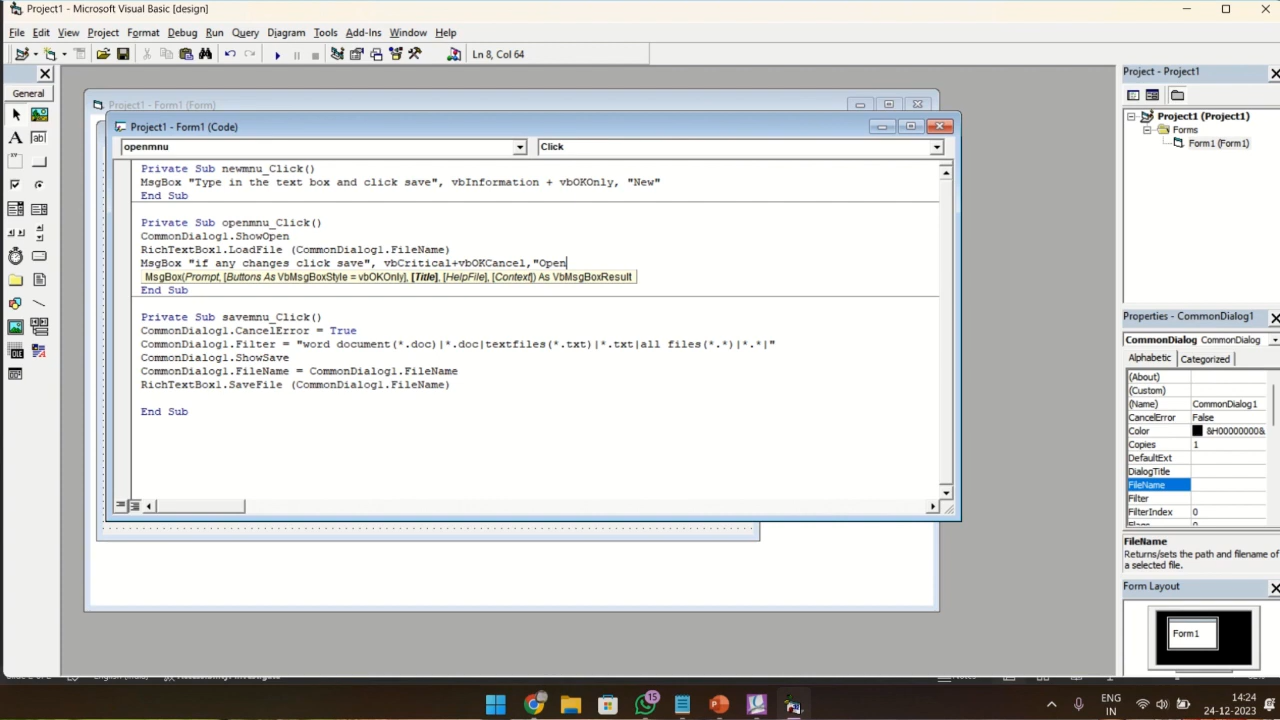 Project1 - Microsoft Visual Basic [design]
File Edit View Project Format Debug Run Query Diagram Tools Add-Ins Window Help
Ln 8, Col 64
General
Project1 - Form1 (Form)
Project1 - Form1 (Code)
openmnu Click
Private Sub newmnu_Click()
MsgBox "Type in the text box and click save", vbInformation + vbOKOnly, "New"
End Sub
Private Sub openmnu_Click()
CommonDialog1.ShowOpen
RichTextBox1.LoadFile (CommonDialog1.FileName)
MsgBox "if any changes click save", vbCritical+vbOKCancel,"Open
MsgBox(Prompt, [Buttons As VbMsgBoxStyle = vbOKOnly], [Title], [HelpFile], [Context]) As VbMsgBoxResult
End Sub
Private Sub savemnu_Click()
CommonDialog1.CancelError = True
CommonDialog1.Filter = "word document(*.doc)|*.doc|textfiles(*.txt)|*.txt|all files(*.*)|*.*|"
CommonDialog1.ShowSave
CommonDialog1.FileName = CommonDialog1.FileName
RichTextBox1.SaveFile (CommonDialog1.FileName)
End Sub
Project - Project1
Project1 (Project1)
Forms
Form1 (Form1)
Properties - CommonDialog1
CommonDialog CommonDialog
Alphabetic Categorized
(About)
(Custom)
(Name) CommonDialog1
CancelError False
Color &H00000000&
Copies 1
DefaultExt
DialogTitle
FileName
Filter
FilterIndex 0
FileName
Returns/sets the path and filename of
a selected file.
Form Layout
Form1
15
ENG
IN
14:24
24-12-2023